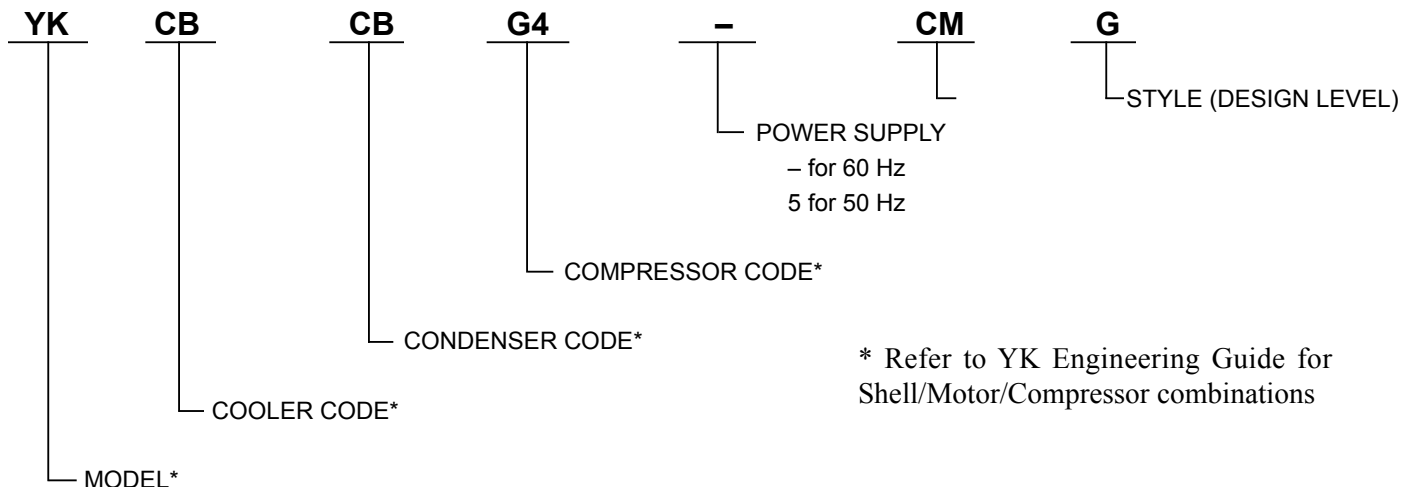 YK CB CB G4 – CM G
STYLE (DESIGN LEVEL)
POWER SUPPLY
– for 60 Hz
5 for 50 Hz
COMPRESSOR CODE*
CONDENSER CODE*
* Refer to YK Engineering Guide for
Shell/Motor/Compressor combinations
COOLER CODE*
MODEL*